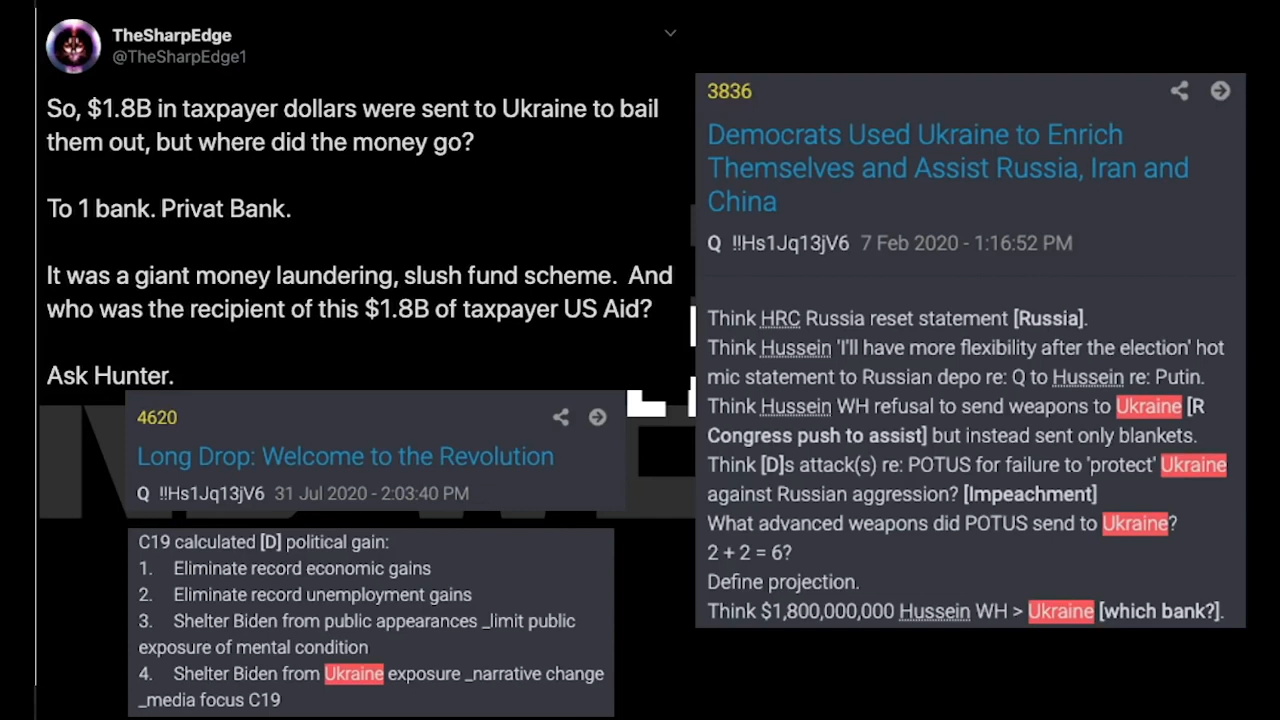 TheSharpEdge
@TheSharpEdge1
So, $1.8B in taxpayer dollars were sent to Ukraine to bail
them out, but where did the money go?
To 1 bank. Privat Bank.
It was a giant money laundering, slush fund scheme.  And
who was the recipient of this $1.8B of taxpayer US Aid?
Ask Hunter.
4620
Long Drop: Welcome to the Revolution
Q !!Hs1Jq13jV6 31 Jul 2020 - 2:03:40 PM
C19 calculated [D] political gain:
1. Eliminate record economic gains
2. Eliminate record unemployment gains
3. Shelter Biden from public appearances _limit public
exposure of mental condition
4. Shelter Biden from Ukraine exposure _narrative change
_media focus C19
3836
Democrats Used Ukraine to Enrich
Themselves and Assist Russia, Iran and
China
Q !!Hs1Jq13jV6 7 Feb 2020 - 1:16:52 PM
Think HRC Russia reset statement [Russia].
Think Hussein 'I'll have more flexibility after the election' hot
mic statement to Russian depo re: Q to Hussein re: Putin.
Think Hussein WH refusal to send weapons to Ukraine [R
Congress push to assist] but instead sent only blankets.
Think [D]s attack(s) re: POTUS for failure to 'protect' Ukraine
against Russian aggression? [Impeachment]
What advanced weapons did POTUS send to Ukraine?
2 + 2 = 6?
Define projection.
Think $1,800,000,000 Hussein WH > Ukraine [which bank?].